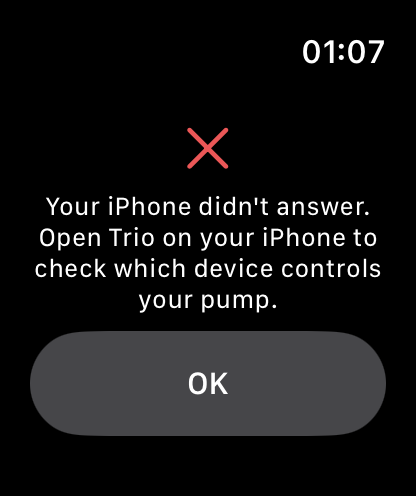 01:07
Your iPhone didn't answer.
Open Trio on your iPhone to
check which device controls
your pump.
OK